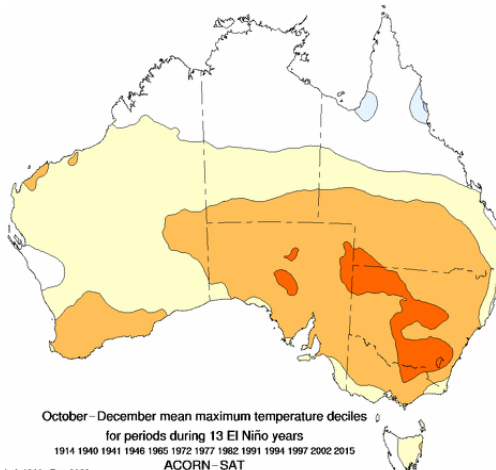 October–December mean maximum temperature deciles
for periods during 13 El Niño years
1914 1940 1941 1946 1965 1972 1977 1982 1991 1994 1997 2002 2015
ACORN–SAT